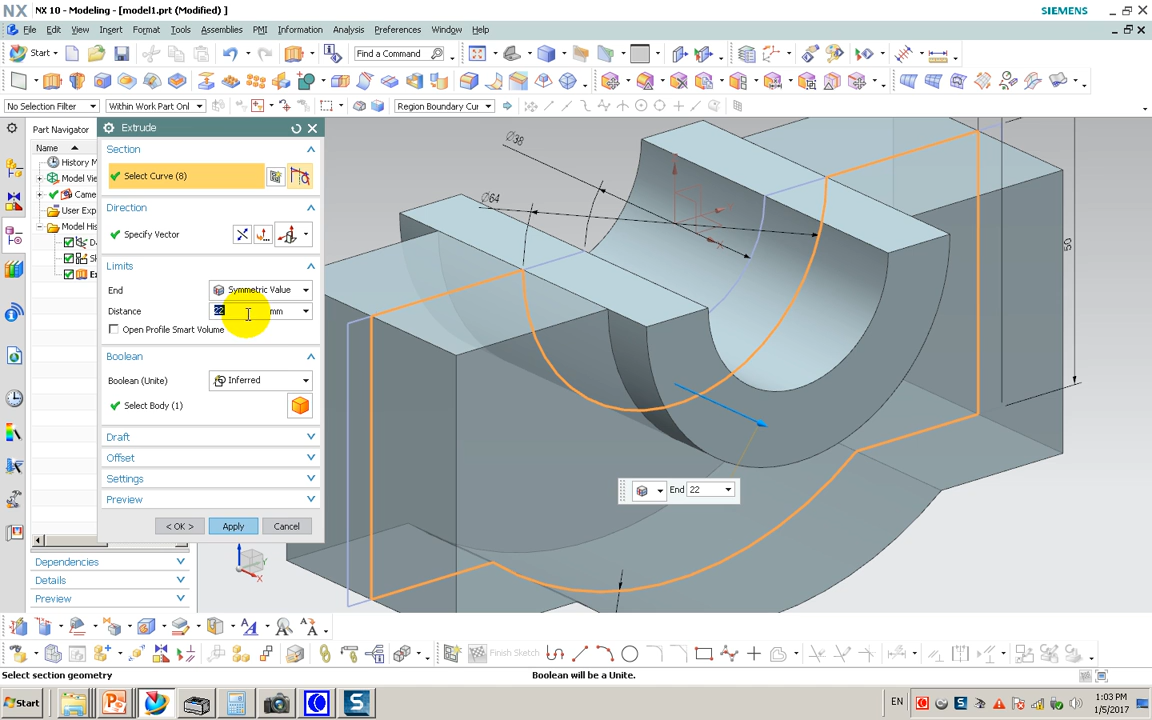 NX 10 - Modeling - [model1.prt (Modified) ]
SIEMENS
File Edit View Insert Format Tools Assemblies PMI Information Analysis Preferences Window Help
Start
Find a Command
No Selection Filter
Within Work Part Onl
Region Boundary Cur
Part Navigator
Name
History M
Model Vie
Came
User Exp
Model His
D
Sk
Ex
Extrude
Section
Select Curve (8)
Direction
Specify Vector
Limits
End
Symmetric Value
Distance
22
mm
Open Profile Smart Volume
Boolean
Boolean (Unite)
Inferred
Select Body (1)
Draft
Offset
Settings
Preview
< OK >
Apply
Cancel
Dependencies
Details
Preview
Ø38
Ø64
50
End 22
X
Finish Sketch
Select section geometry
Boolean will be a Unite.
Start
EN
1:03 PM
1/5/2017